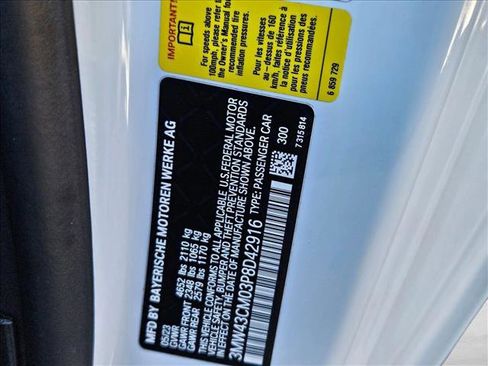 IMPORTANT
For speeds above
100mph, please refer to
the Owner's Manual for
recommended tire
inflation pressures.
Pour les vitesses
au - dessus de 160
km/h, faites référence à
la notice d'utilisation
pour les pressions des
pneus recommandées.
6 859 729
MFD BY BAYERISCHE MOTOREN WERKE AG
05/23
GVWR 4652 lbs 2110 kg
GAWR FRONT 2348 lbs 1065 kg
GAWR REAR 2579 lbs 1170 kg
THIS VEHICLE CONFORMS TO ALL APPLICABLE U.S. FEDERAL MOTOR
VEHICLE SAFETY, BUMPER AND THEFT PREVENTION STANDARDS
IN EFFECT ON THE DATE OF MANUFACTURE SHOWN ABOVE.
3MW43CM03P8D42916 TYPE: PASSENGER CAR
300
7 315 814